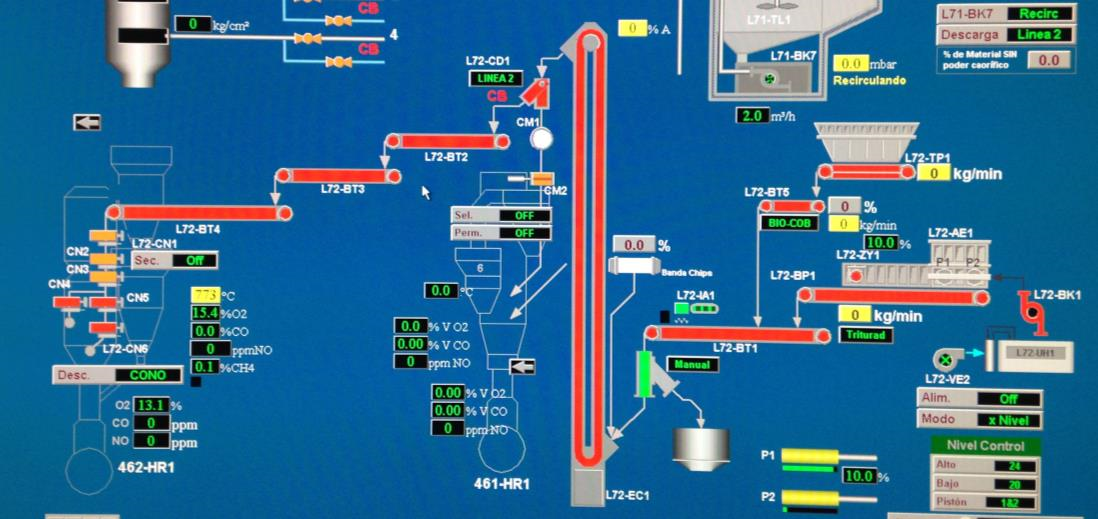 CB
0 kg/cm²
CB
4
0 % A
L71-TL1
L71-BK7
0.0 mbar
Recirculando
2.0 m³/h
L71-BK7 Recirc
Descarga Linea 2
% de Material SIN
poder caorífico 0.0
L72-CD1
LINEA 2
CB
CM1
CM2
L72-BT2
L72-BT3
L72-BT4
L72-TP1
0 kg/min
L72-BT5
0 %
BIO-COB
0 kg/min
10.0 %
L72-AE1
L72-ZY1
P1 P2
L72-BP1
L72-BK1
0 kg/min
Triturad
L72-UH1
L72-VE2
Alim. Off
Modo x Nivel
Nivel Control
Alto 24
Bajo 20
Pistón 1&2
Sel. OFF
Perm. OFF
6
0.0 °C
0.0 % V O2
0.00 % V CO
0 ppm NO
0.00 % V O2
0.00 % V CO
0 ppm NO
461-HR1
0.0 %
Banda Chips
L72-IA1
L72-BT1
Manual
L72-EC1
P1
10.0 %
P2
L72-CN1
CN2
Sec. Off
CN3
CN4
CN5
L72-CN6
773 °C
15.4 %O2
0.0 %CO
0 ppmNO
0.1 %CH4
Desc. CONO
O2 13.1 %
CO 0 ppm
NO 0 ppm
462-HR1